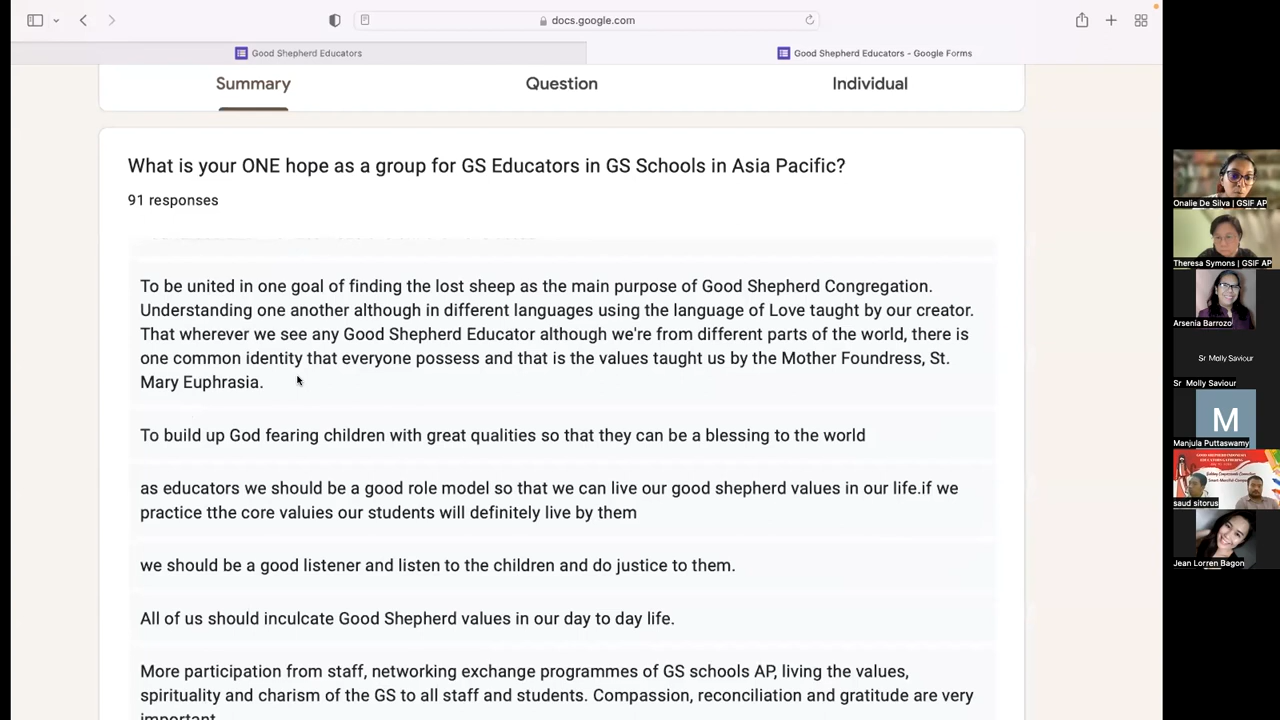 docs.google.com
Good Shepherd Educators
Good Shepherd Educators - Google Forms
Summary
Question
Individual
What is your ONE hope as a group for GS Educators in GS Schools in Asia Pacific?
91 responses
To be united in one goal of finding the lost sheep as the main purpose of Good Shepherd Congregation.
Understanding one another although in different languages using the language of Love taught by our creator.
That wherever we see any Good Shepherd Educator although we're from different parts of the world, there is
one common identity that everyone possess and that is the values taught us by the Mother Foundress, St.
Mary Euphrasia.
To build up God fearing children with great qualities so that they can be a blessing to the world
as educators we should be a good role model so that we can live our good shepherd values in our life.if we
practice tthe core valuies our students will definitely live by them
we should be a good listener and listen to the children and do justice to them.
All of us should inculcate Good Shepherd values in our day to day life.
More participation from staff, networking exchange programmes of GS schools AP, living the values,
spirituality and charism of the GS to all staff and students. Compassion, reconciliation and gratitude are very
important
Onalie De Silva | GSIF AP
Theresa Symons | GSIF AP
Arsenia Barrozo
Sr Molly Saviour
Sr Molly Saviour
M
Manjula Puttaswamy
saud sitorus
Jean Lorren Bagon